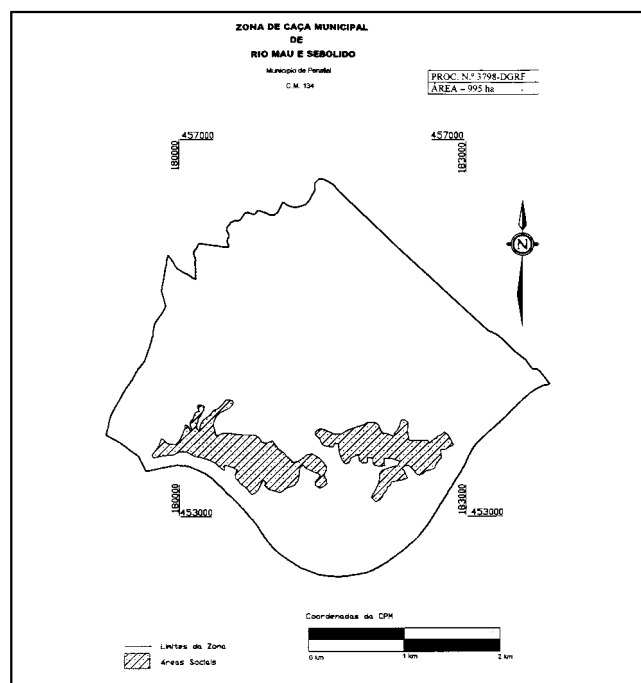 ZONA DE CAÇA MUNICIPAL
DE
RIO MAU E SEBOLIDO
Município de Penafiel
C.M. 134
PROC. N.º 3798-DGRF
ÁREA – 995 ha
457000
180000
457000
183000
N
180000
453000
183000
453000
Coordenadas da CPM
Limites da Zona
Áreas Sociais
0 km
1 km
2 km